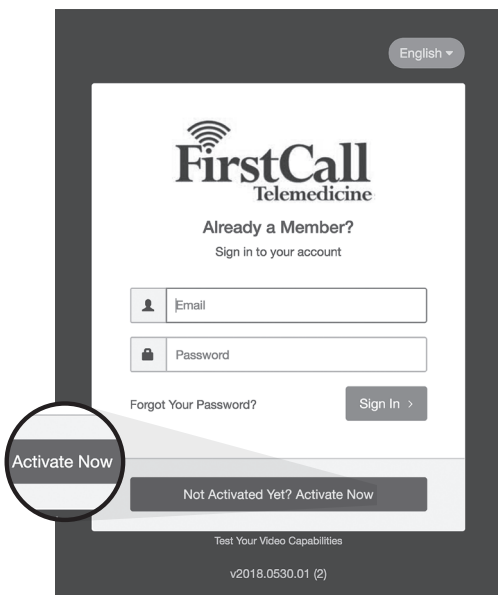 English
FirstCall
Telemedicine
Already a Member?
Sign in to your account
Email
Password
Forgot Your Password?
Sign In >
Activate Now
Not Activated Yet? Activate Now
Test Your Video Capabilities
v2018.0530.01 (2)